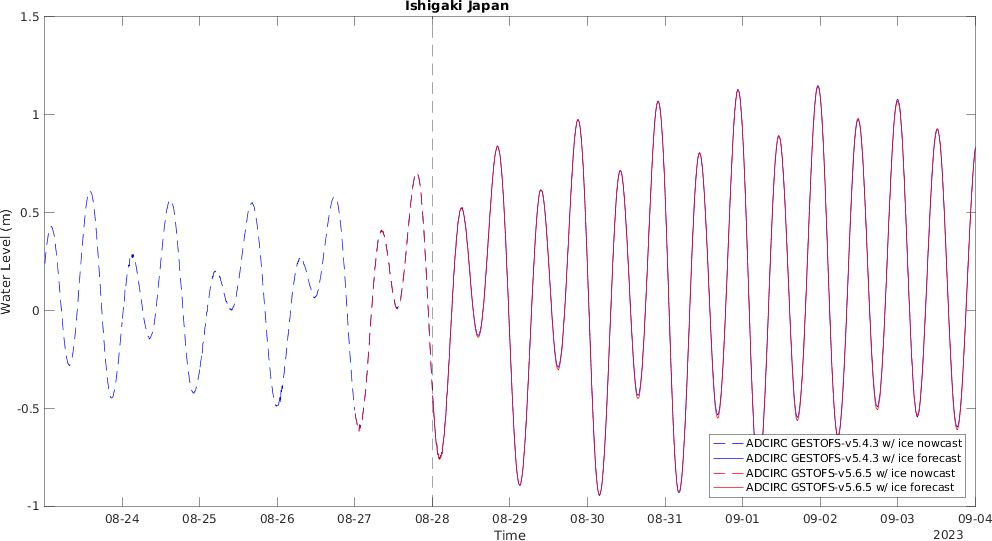 Ishigaki Japan
1.5
1
0.5
0
-0.5
-1
Water Level (m)
08-24 08-25 08-26 08-27 08-28 08-29 08-30 08-31 09-01 09-02 09-03 09-04
Time
2023
ADCIRC GESTOFS-v5.4.3 w/ ice nowcast
ADCIRC GESTOFS-v5.4.3 w/ ice forecast
ADCIRC GSTOFS-v5.6.5 w/ ice nowcast
ADCIRC GSTOFS-v5.6.5 w/ ice forecast